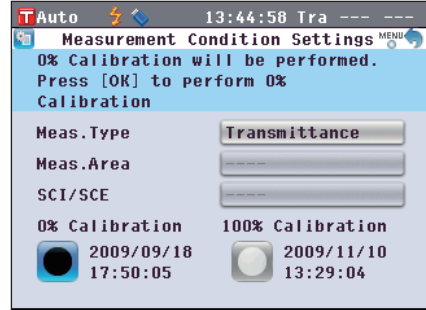 TAuto 13:44:58 Tra --- ---
Measurement Condition Settings MENU
0% Calibration will be performed.
Press [OK] to perform 0%
Calibration
Meas.Type Transmittance
Meas.Area ----
SCI/SCE ----
0% Calibration 100% Calibration
2009/09/18 2009/11/10
17:50:05 13:29:04